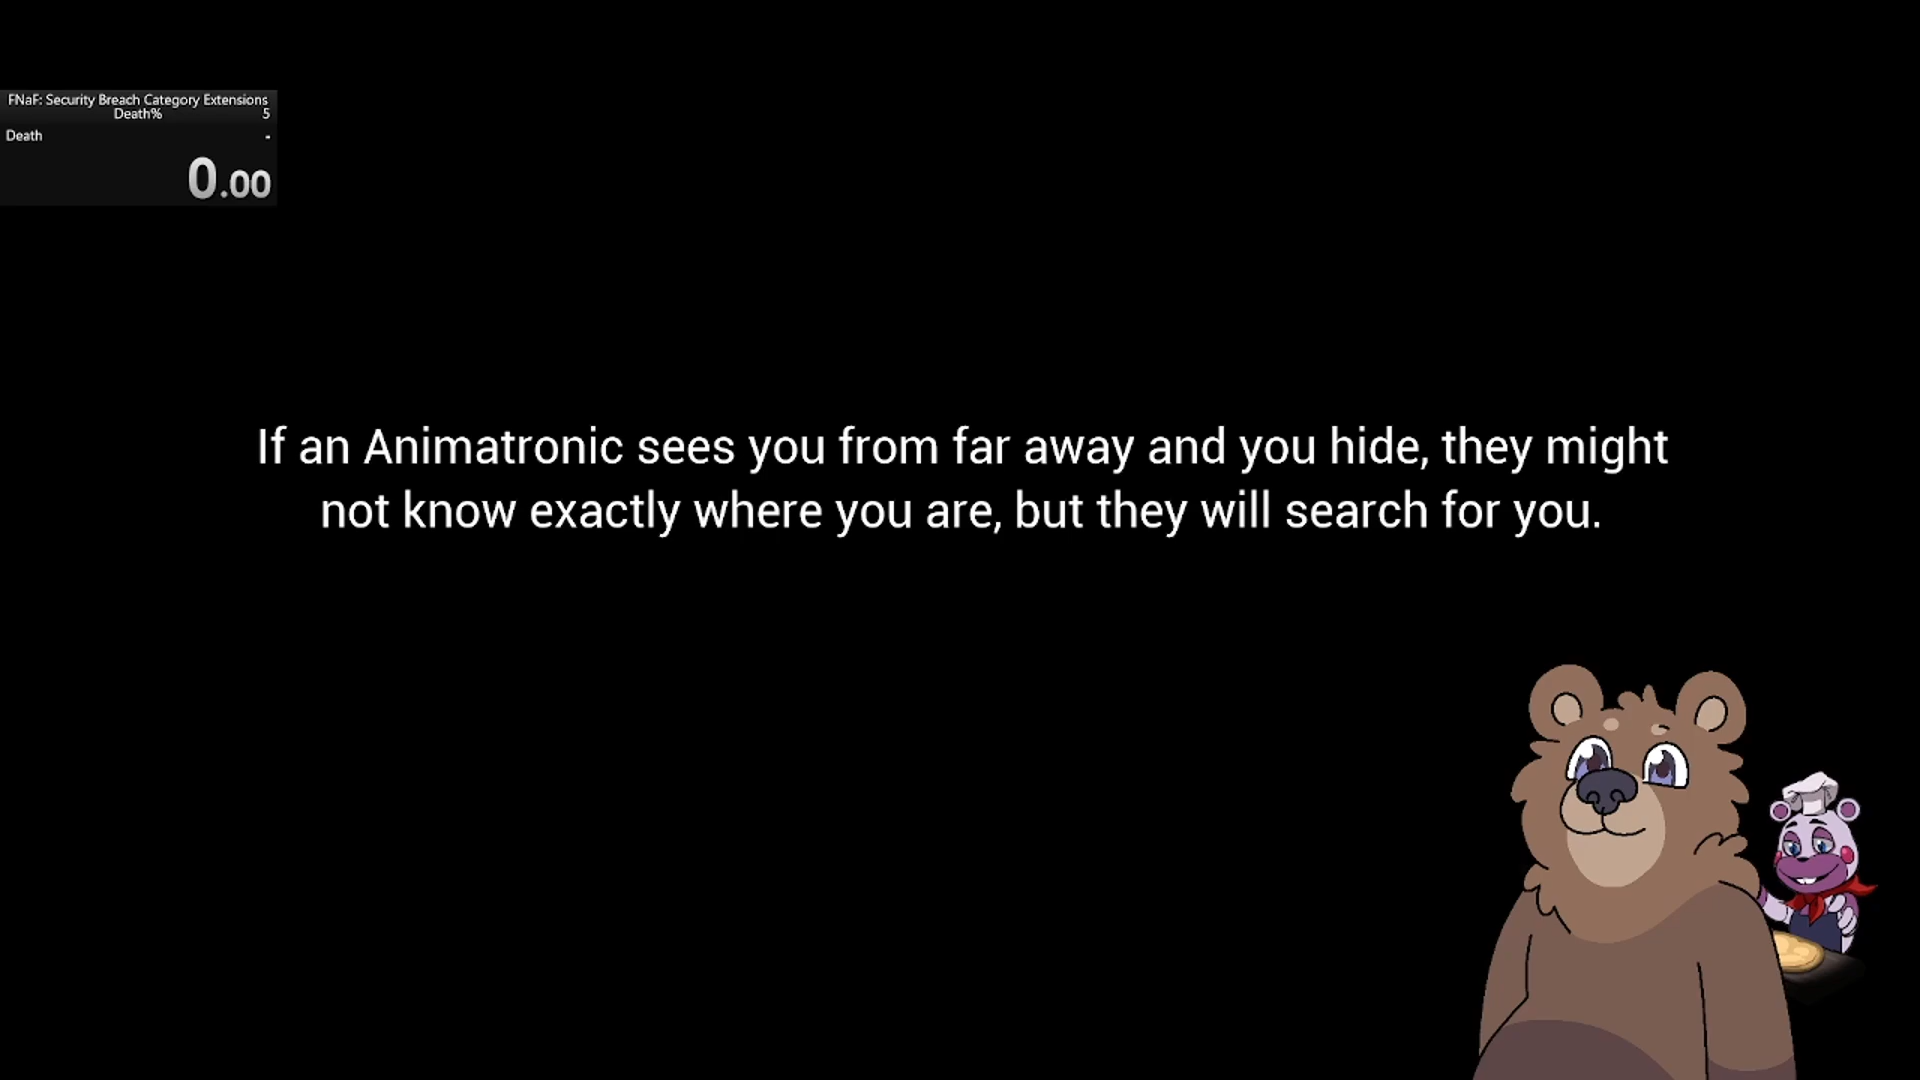 FNaF: Security Breach Category Extensions
Death% 5
Death -
0.00
If an Animatronic sees you from far away and you hide, they might
not know exactly where you are, but they will search for you.